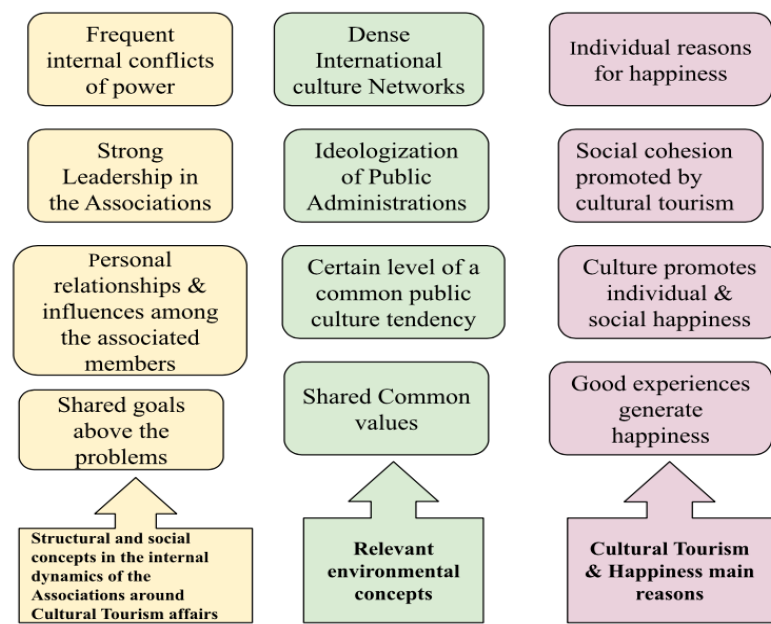 Frequent
internal conflicts
of power
Strong
Leadership in
the Associations
Personal
relationships &
influences among
the associated
members
Shared goals
above the
problems
Structural and social
concepts in the internal
dynamics of the
Associations around
Cultural Tourism affairs
Dense
International
culture Networks
Ideologization
of Public
Administrations
Certain level of a
common public
culture tendency
Shared Common
values
Relevant
environmental
concepts
Individual reasons
for happiness
Social cohesion
promoted by
cultural tourism
Culture promotes
individual &
social happiness
Good experiences
generate
happiness
Cultural Tourism
& Happiness main
reasons